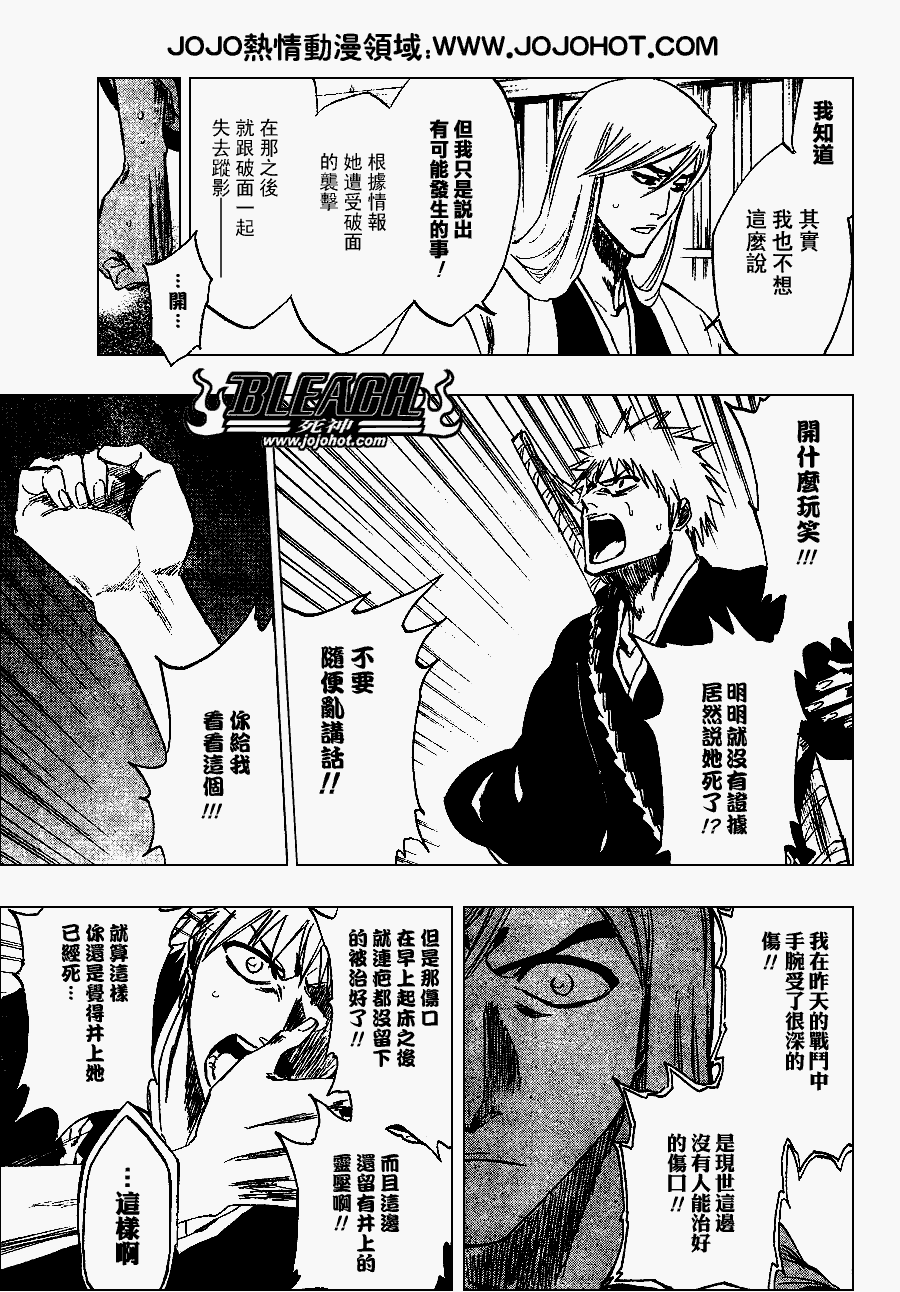 JOJO熱情動漫領域:WWW.JOJOHOT.COM
我知道
其實
我也不想
這麼說
但我只是説出
有可能發生的事!
根據情報
她遭受破面
的襲擊
在那之後
就跟破面一起
失去蹤影——
…開…
BLEACH
死神
www.jojohot.com
開什麼玩笑!!!
明明就沒有證據
居然説她死了!?
不要
隨便亂講話!!
你給我
看看這個!!!
我在昨天的戰鬥中
手腕受了很深的
傷!!
是現世這邊
沒有人能治好
的傷口!!
但是那傷口
在早上起床之後
就連疤都沒留下
的被治好了!!
而且這邊
還留有井上的
靈壓啊!!
就算這樣
你還是覺得井上她
已經死…
…這樣啊